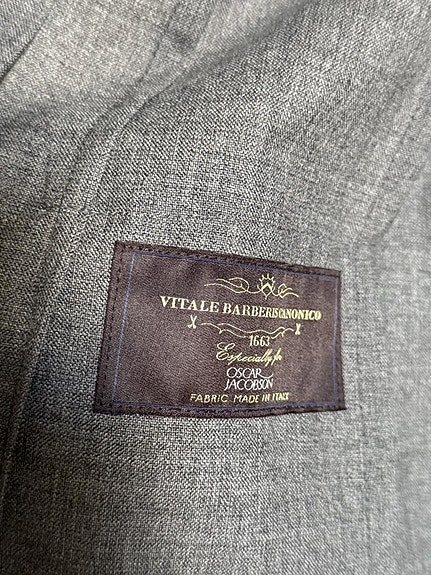 VITALE BARBERIS CANONICO
1663
Especially for
OSCAR
JACOBSON
FABRIC MADE IN ITALY